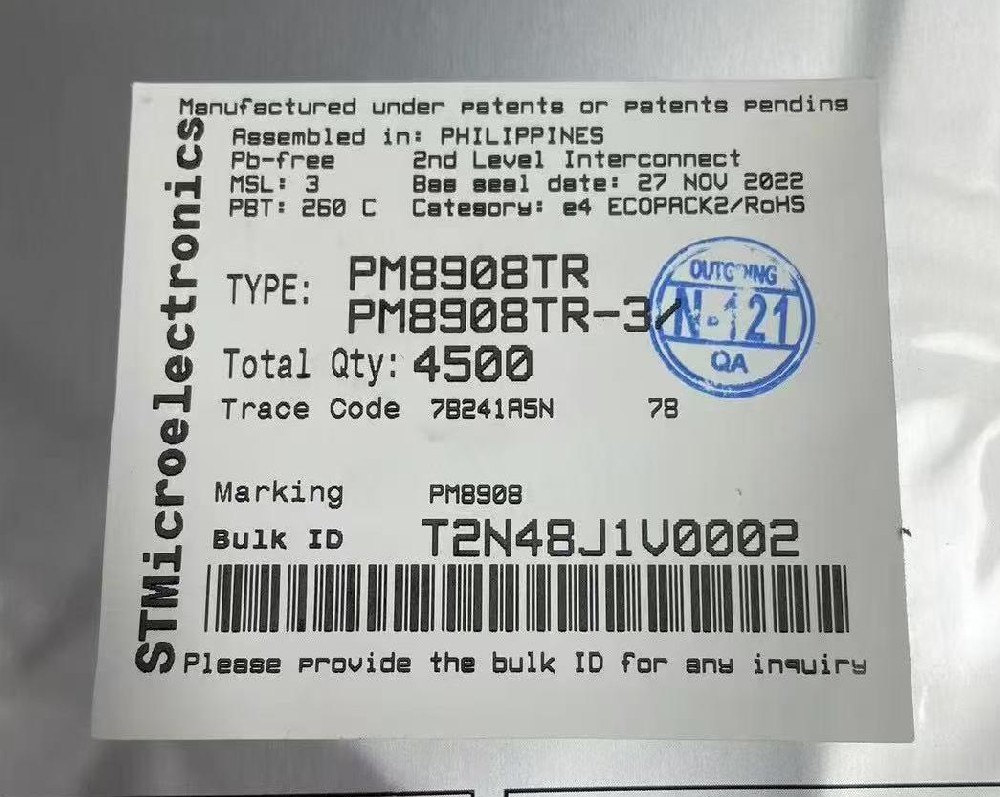 Manufactured under patents or patents pending
Assembled in: PHILIPPINES
Pb-free 2nd Level Interconnect
MSL: 3 Bag seal date: 27 NOV 2022
PBT: 260 C Category: e4 ECOPACK2/RoHS
TYPE: PM8908TR
PM8908TR-3/
OUTGOING
N-121
QA
Total Qty: 4500
Trace Code 7B241A5N 78
Marking PM8908
Bulk ID T2N48J1V0002
Please provide the bulk ID for any inquiry
STMicroelectronics